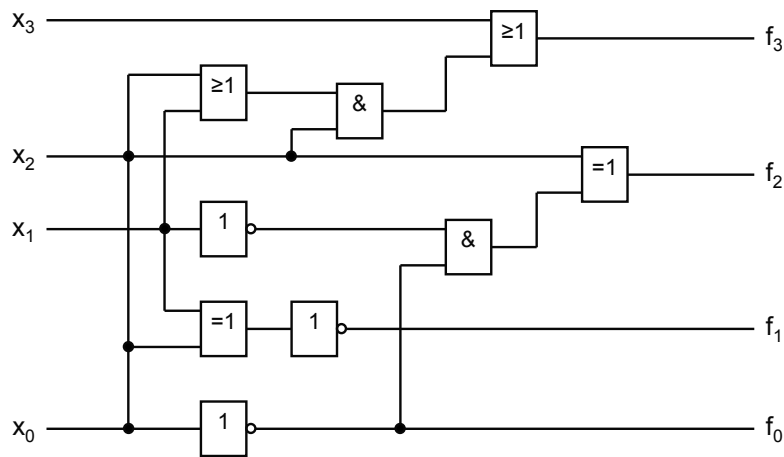 x₃ ≥1 f₃
≥1 &
x₂ =1 f₂
x₁ 1 &
=1 1 f₁
x₀ 1 f₀